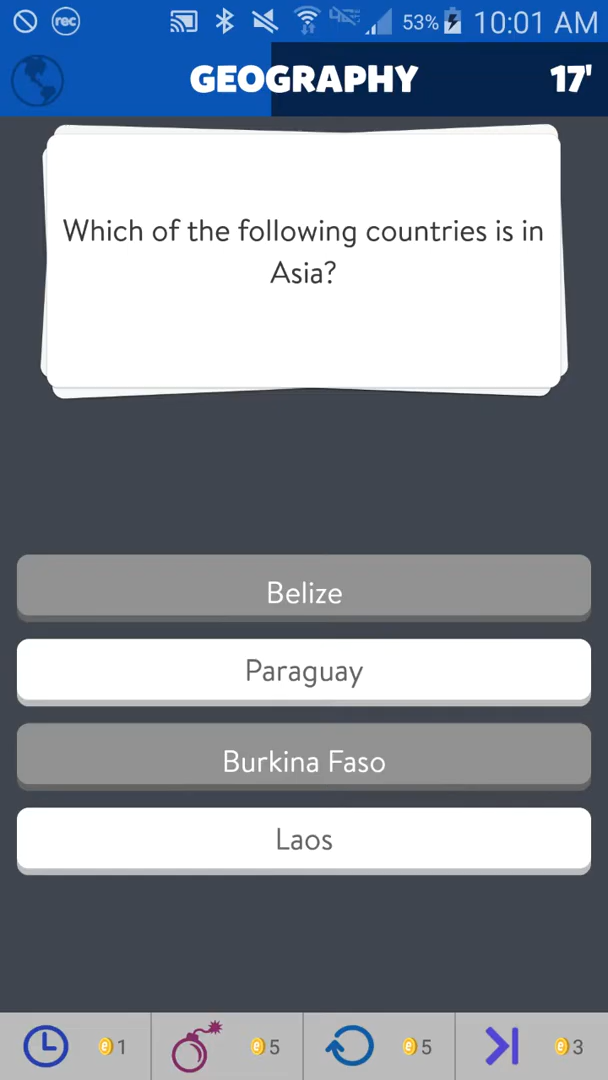 rec 53% 10:01 AM
GEOGRAPHY 17'
Which of the following countries is in
Asia?
Belize
Paraguay
Burkina Faso
Laos
1 5 5 3